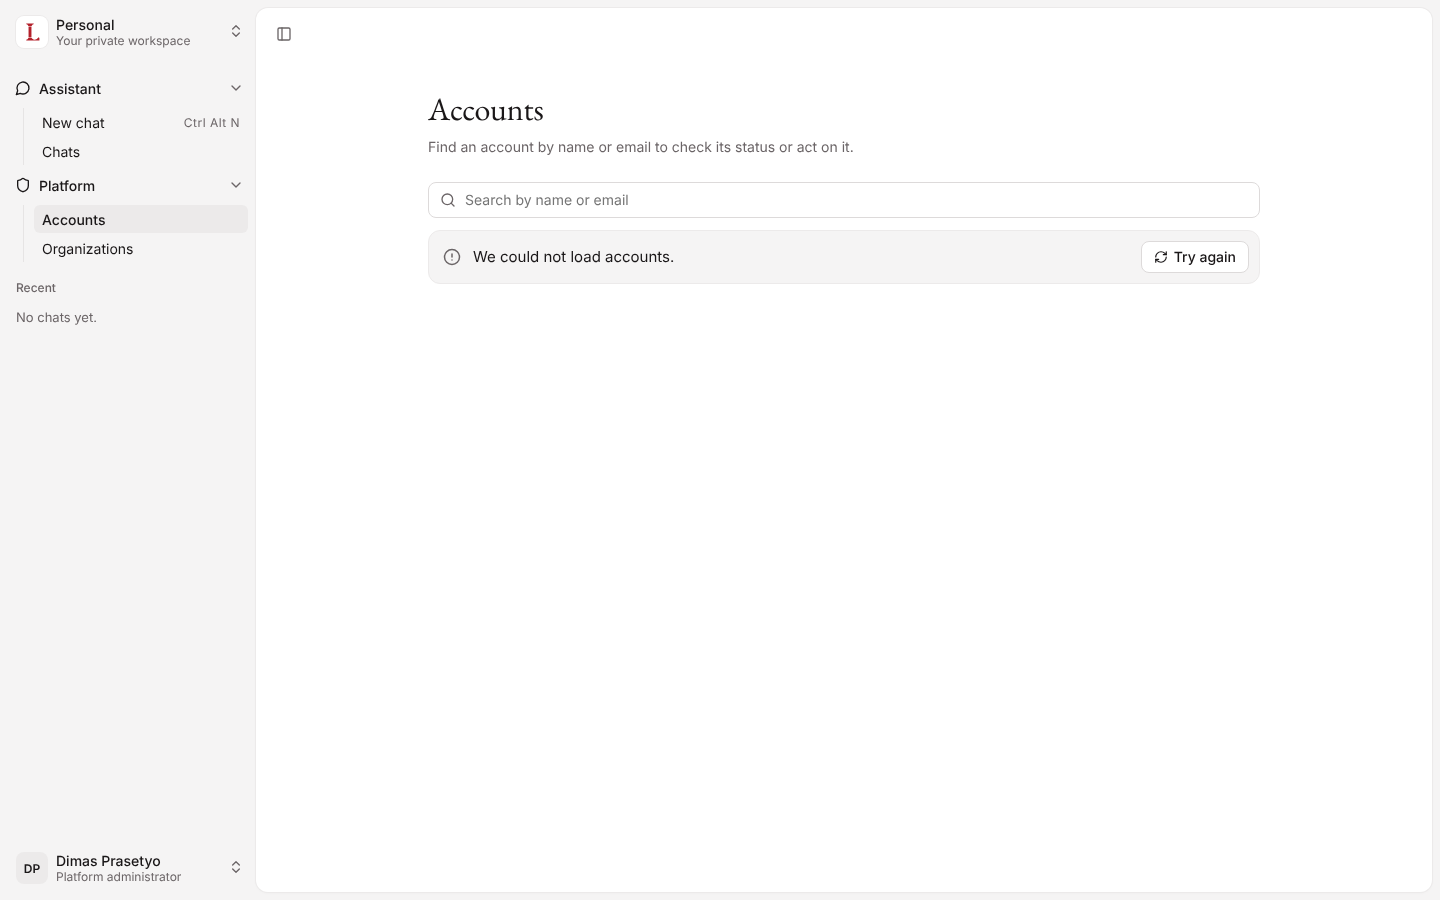 L
Personal
Your private workspace
Assistant
New chat Ctrl Alt N
Chats
Platform
Accounts
Organizations
Recent
No chats yet.
DP
Dimas Prasetyo
Platform administrator
Accounts
Find an account by name or email to check its status or act on it.
Search by name or email
We could not load accounts. Try again